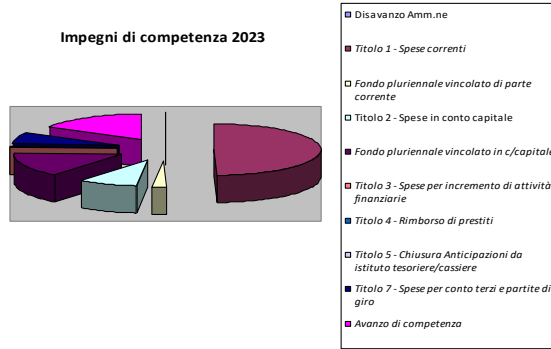 Impegni di competenza 2023
Disavanzo Amm.ne
Titolo 1 - Spese correnti
Fondo pluriennale vincolato di parte
corrente
Titolo 2 - Spese in conto capitale
Fondo pluriennale vincolato in c/capitale
Titolo 3 - Spese per incremento di attività
finanziarie
Titolo 4 - Rimborso di prestiti
Titolo 5 - Chiusura Anticipazioni da
istituto tesoriere/cassiere
Titolo 7 - Spese per conto terzi e partite di
giro
Avanzo di competenza